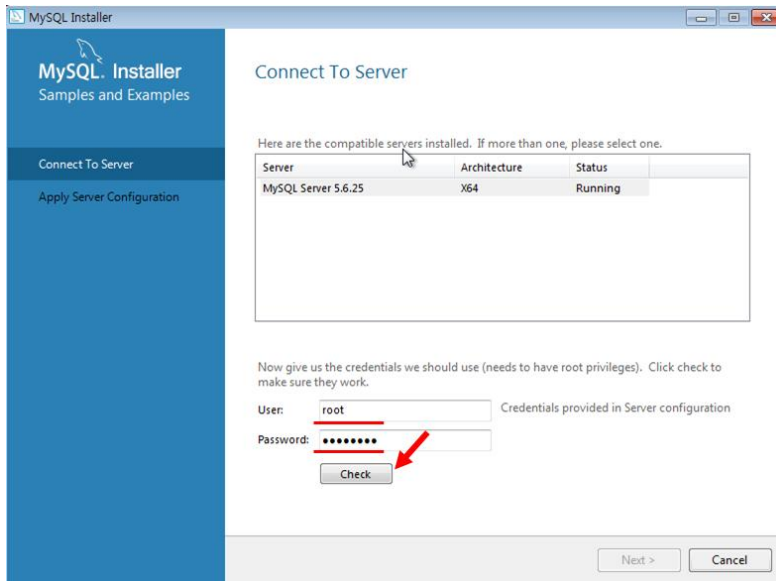 MySQL Installer
MySQL. Installer
Samples and Examples
Connect To Server
Apply Server Configuration
Connect To Server
Here are the compatible servers installed. If more than one, please select one.
Server Architecture Status
MySQL Server 5.6.25 X64 Running
Now give us the credentials we should use (needs to have root privileges). Click check to
make sure they work.
User: root Credentials provided in Server configuration
Password: ●●●●●●●●
Check
Next > Cancel